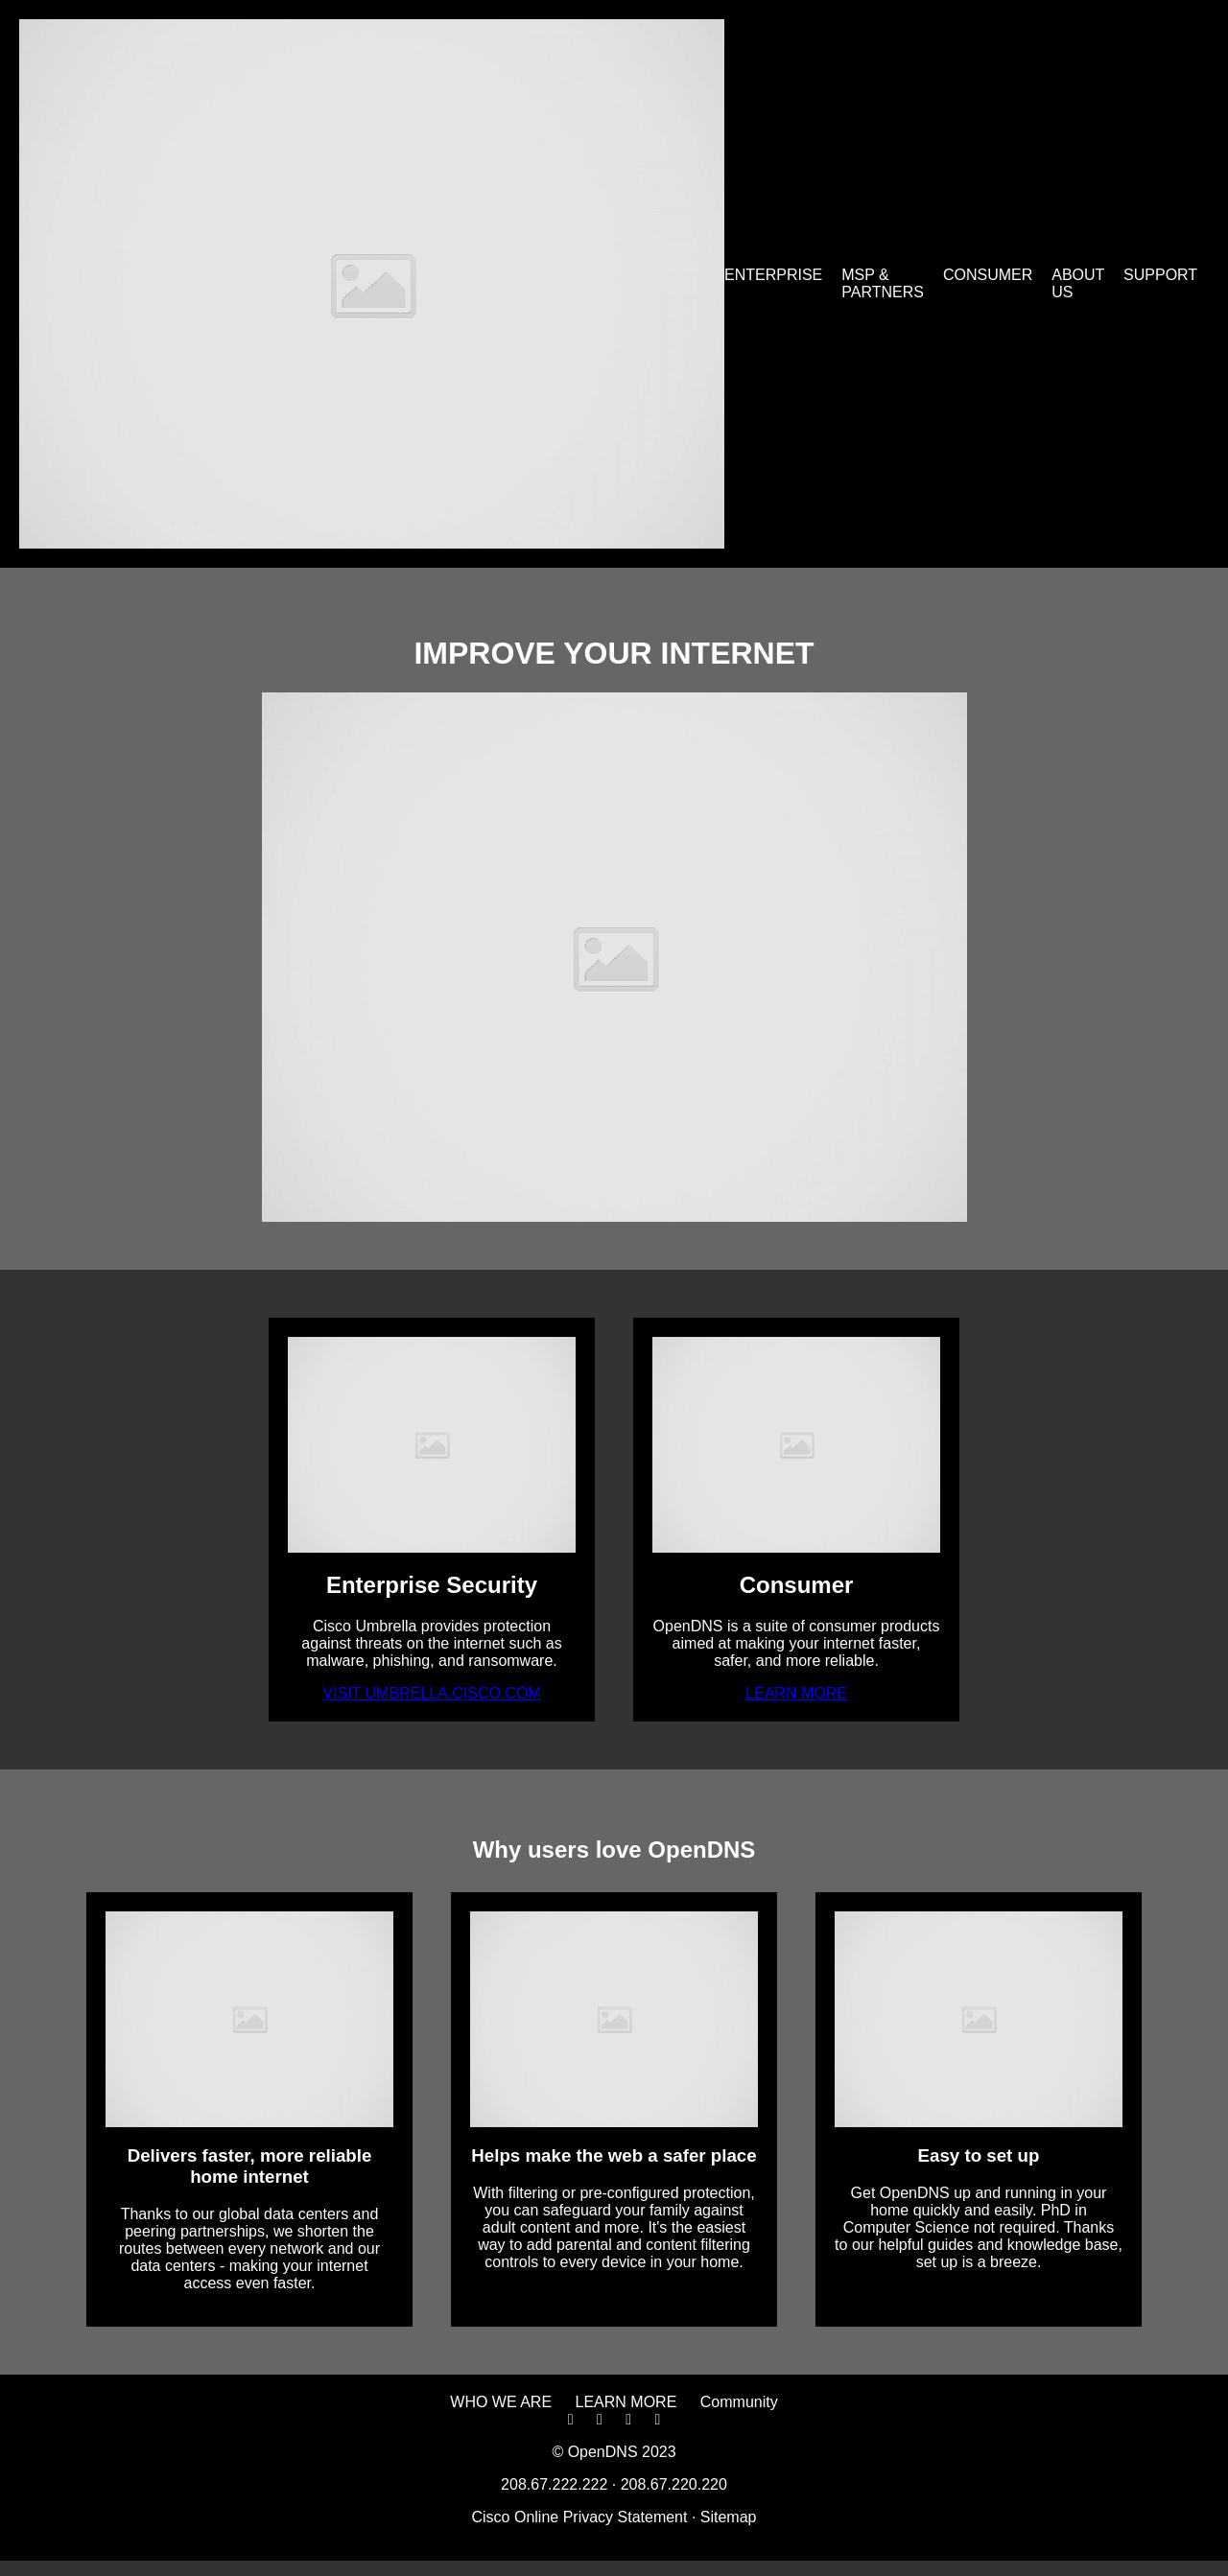 ENTERPRISE
MSP &
PARTNERS
CONSUMER
ABOUT
US
SUPPORT
IMPROVE YOUR INTERNET
Enterprise Security
Cisco Umbrella provides protection
against threats on the internet such as
malware, phishing, and ransomware.
VISIT UMBRELLA.CISCO.COM
Consumer
OpenDNS is a suite of consumer products
aimed at making your internet faster,
safer, and more reliable.
LEARN MORE
Why users love OpenDNS
Delivers faster, more reliable
home internet
Thanks to our global data centers and
peering partnerships, we shorten the
routes between every network and our
data centers - making your internet
access even faster.
Helps make the web a safer place
With filtering or pre-configured protection,
you can safeguard your family against
adult content and more. It's the easiest
way to add parental and content filtering
controls to every device in your home.
Easy to set up
Get OpenDNS up and running in your
home quickly and easily. PhD in
Computer Science not required. Thanks
to our helpful guides and knowledge base,
set up is a breeze.
WHO WE ARE LEARN MORE Community
© OpenDNS 2023
208.67.222.222 · 208.67.220.220
Cisco Online Privacy Statement · Sitemap